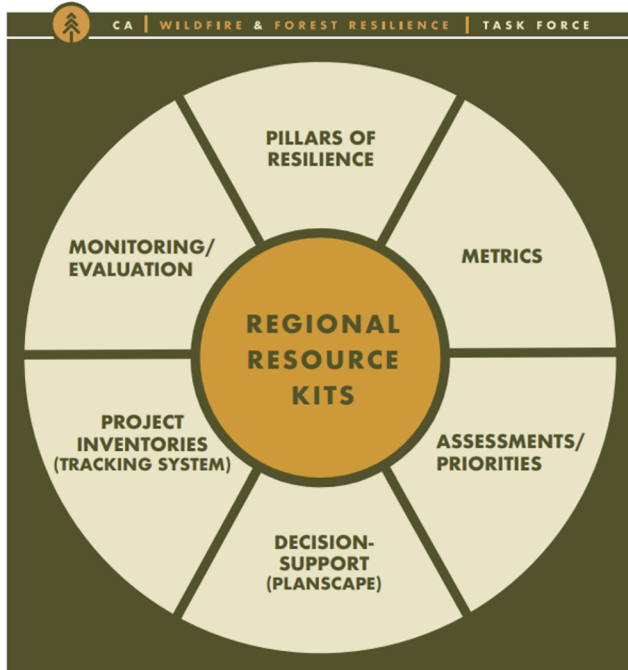 CA | WILDFIRE & FOREST RESILIENCE | TASK FORCE
PILLARS OF
RESILIENCE
METRICS
ASSESSMENTS/
PRIORITIES
DECISION-
SUPPORT
(PLANSCAPE)
PROJECT
INVENTORIES
(TRACKING SYSTEM)
MONITORING/
EVALUATION
REGIONAL
RESOURCE
KITS